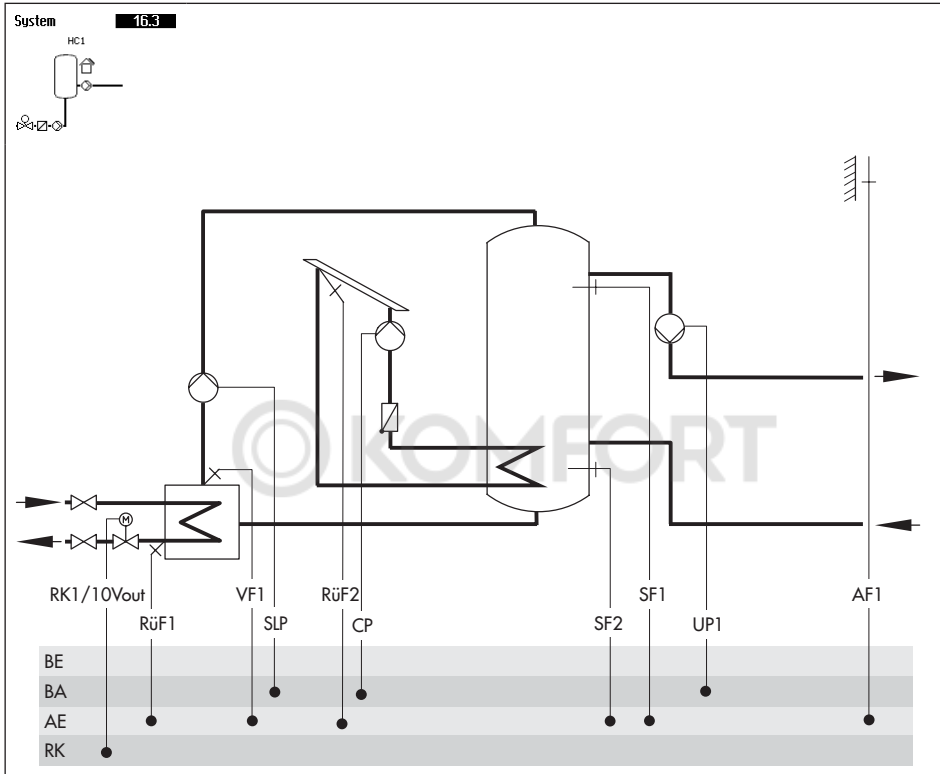 System 16.3
HC1
M
KOMFORT
RK1/10Vout VF1 RüF2 SF1 AF1
RüF1 SLP CP SF2 UP1
BE
BA
AE
RK